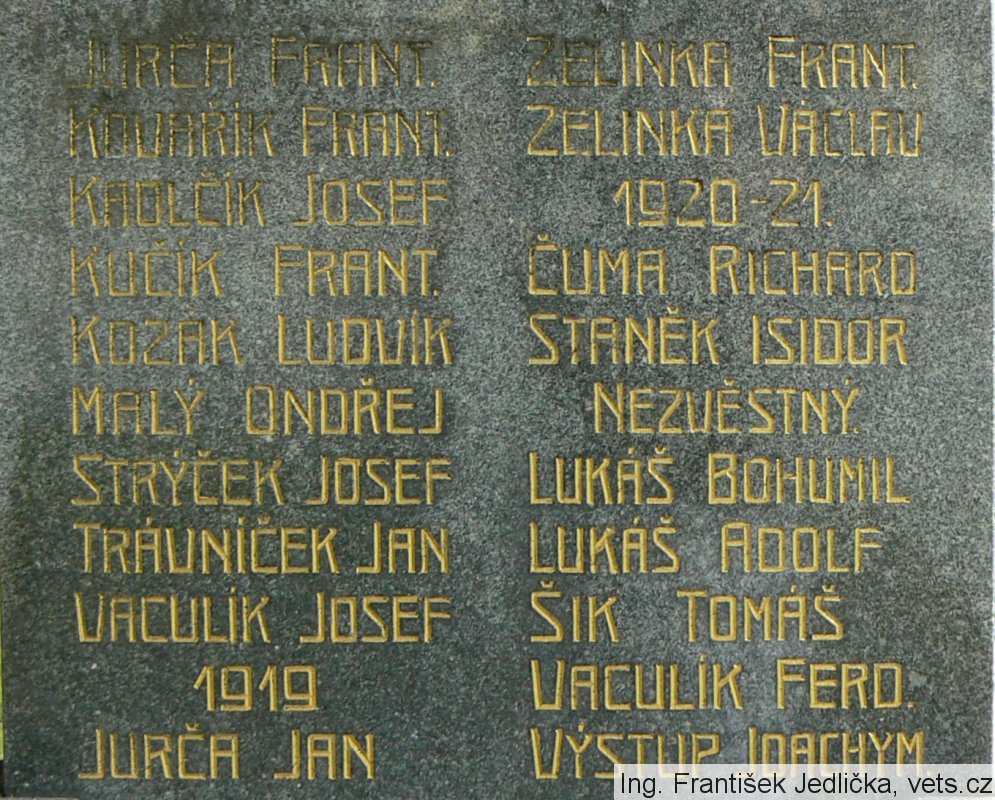 JURČA FRANT.
KOVAŘÍK FRANT.
KAOLČÍK JOSEF
KUČÍK FRANT.
KOZÁK LUDVÍK
MALÝ ONDŘEJ
STRÝČEK JOSEF
TRÁVNÍČEK JAN
VACULÍK JOSEF
1919
JURČA JAN
ZELINKA FRANT.
ZELINKA VÁCLAV
1920-21.
ČUMA RICHARD
STANĚK ISIDOR
NEZVĚSTNÝ.
LUKÁŠ BOHUMIL
LUKÁŠ ADOLF
ŠIK TOMÁŠ
VACULÍK FERD.
VÝSTUP JOACHYM.
Ing. František Jedlička, vets.cz